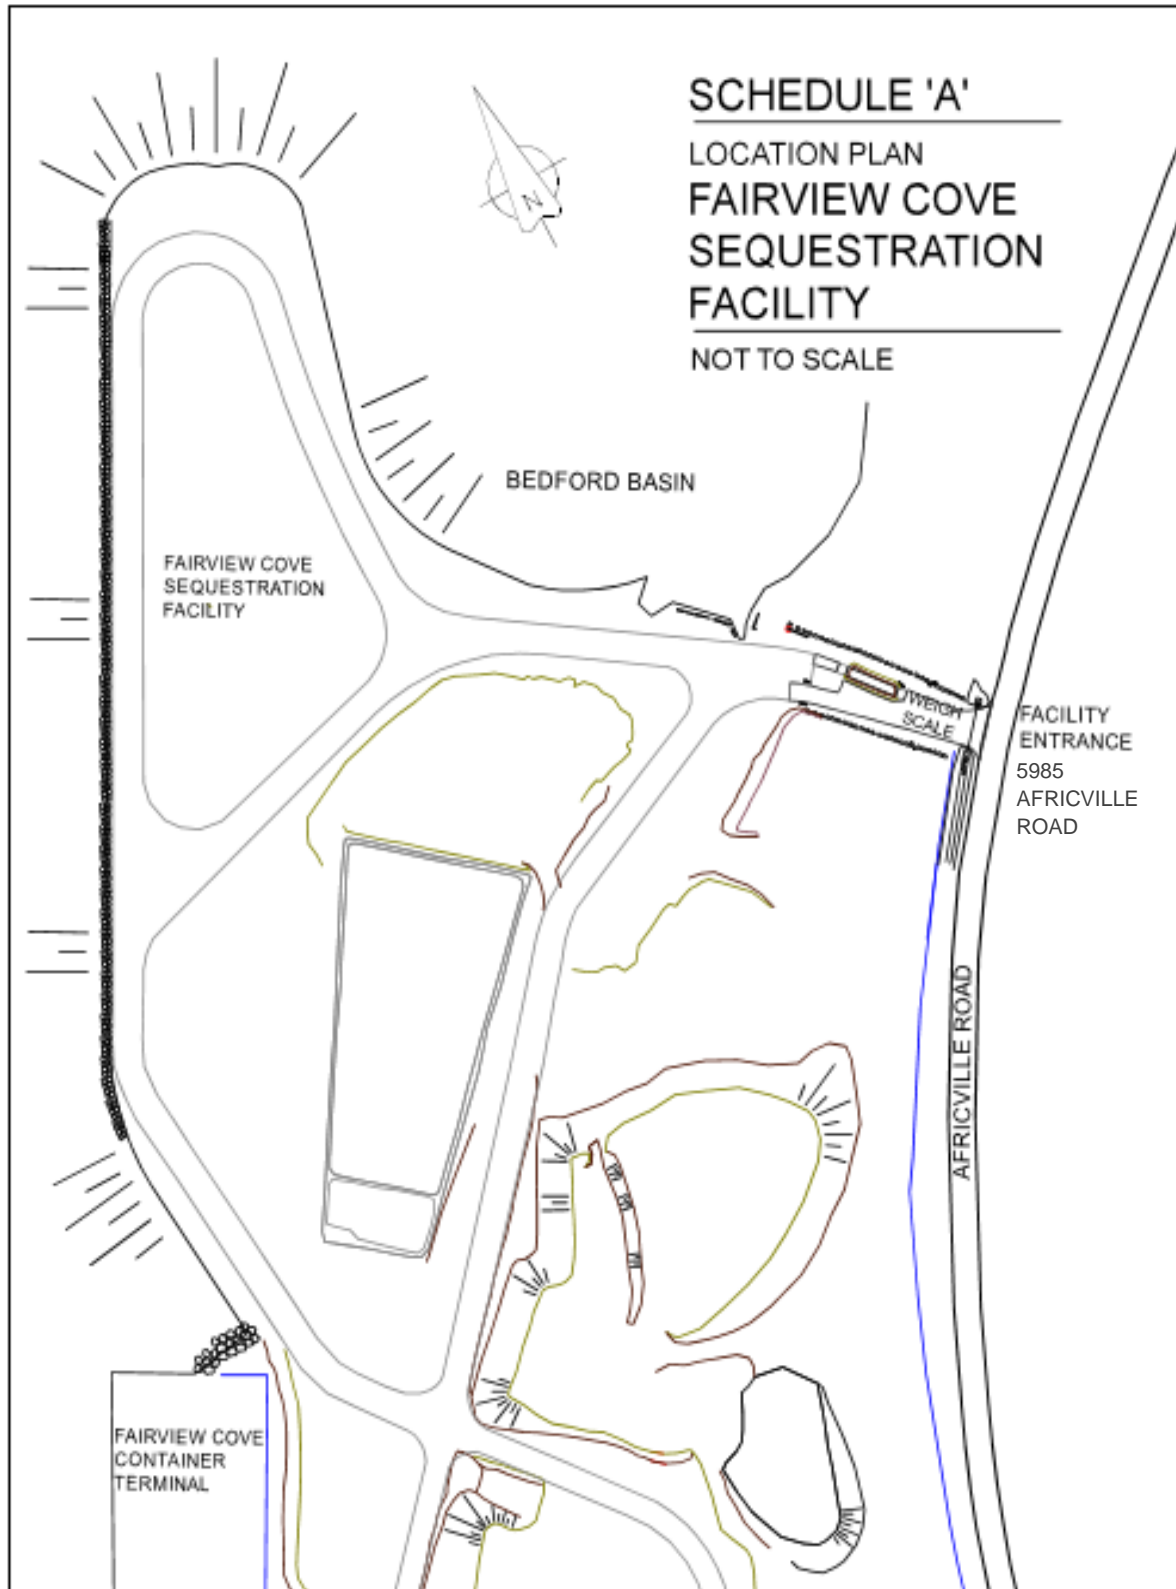 SCHEDULE 'A'
LOCATION PLAN
FAIRVIEW COVE
SEQUESTRATION
FACILITY
NOT TO SCALE
N
BEDFORD BASIN
FAIRVIEW COVE
SEQUESTRATION
FACILITY
WEIGH
SCALE
FACILITY
ENTRANCE
5985
AFRICVILLE
ROAD
AFRICVILLE ROAD
FAIRVIEW COVE
CONTAINER
TERMINAL